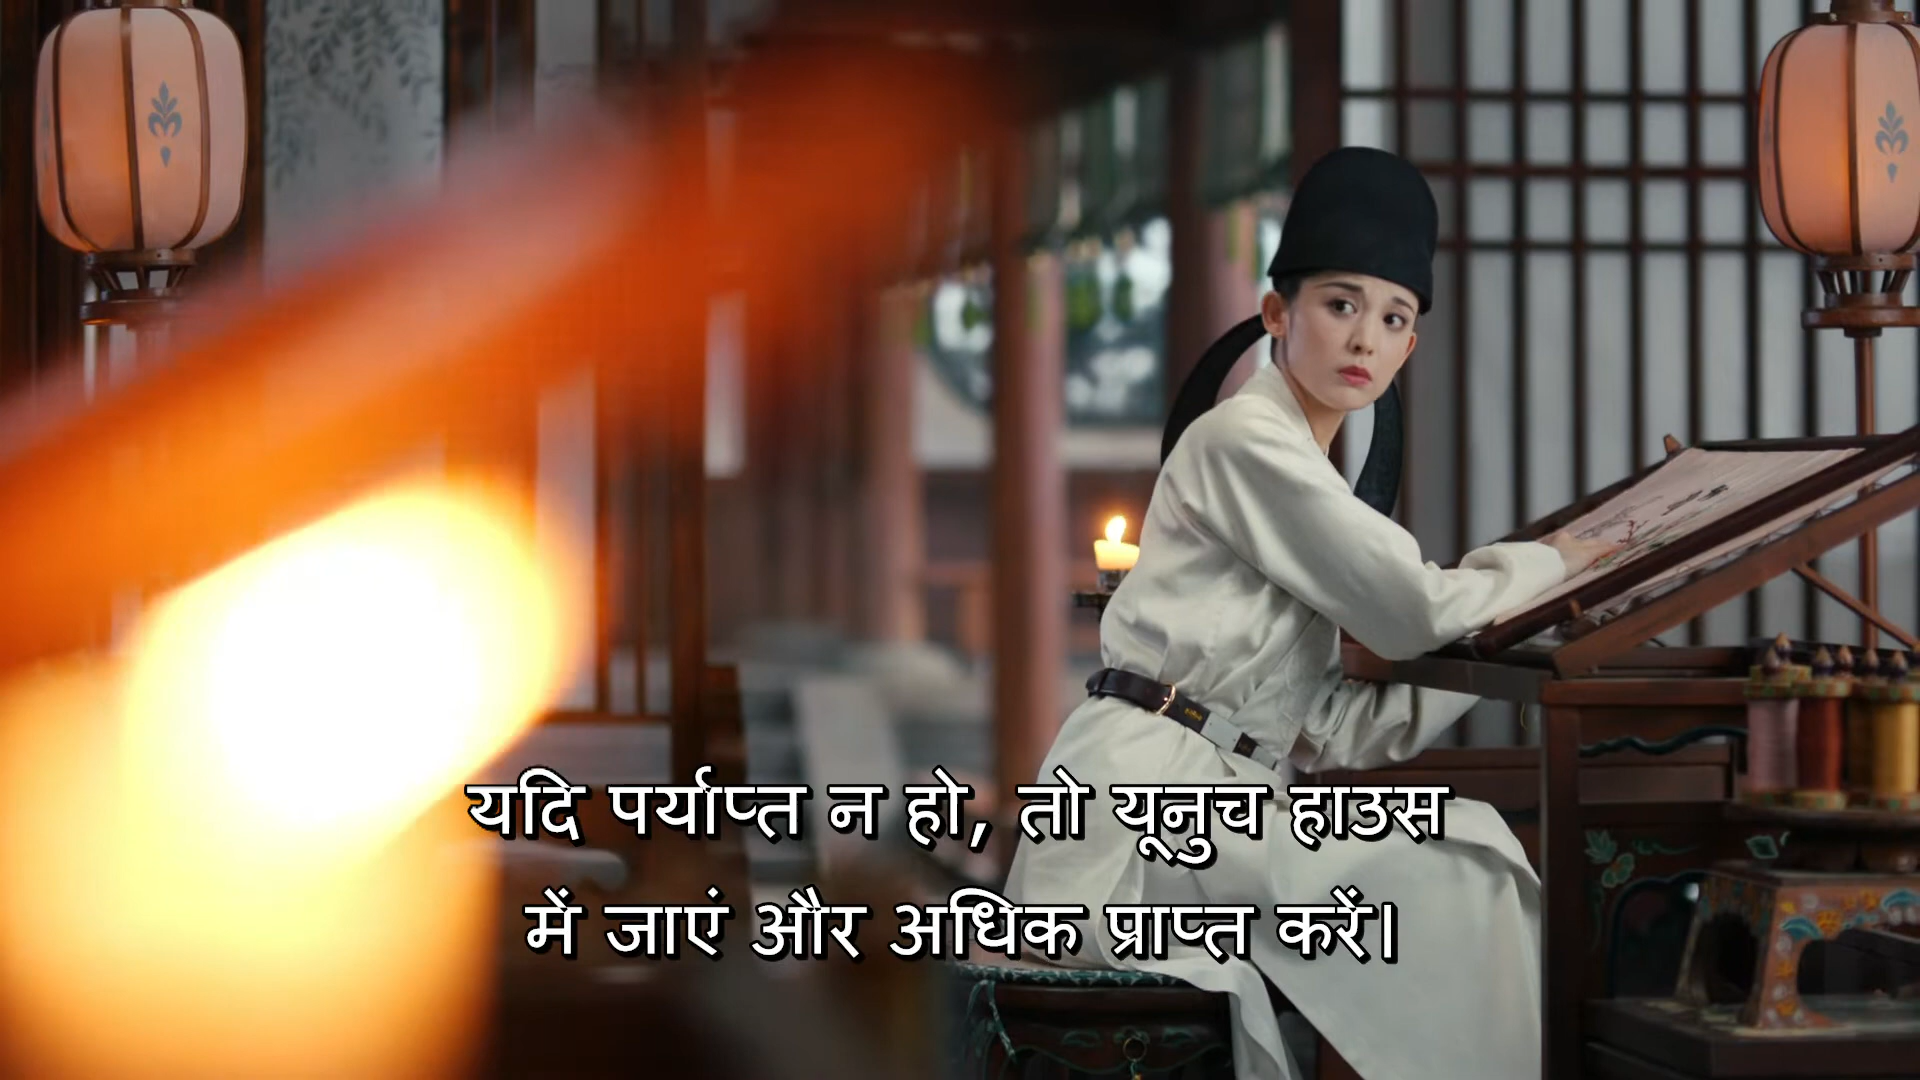 यदि पर्याप्त न हो, तो यूनुच हाउस
में जाएं और अधिक प्राप्त करें।